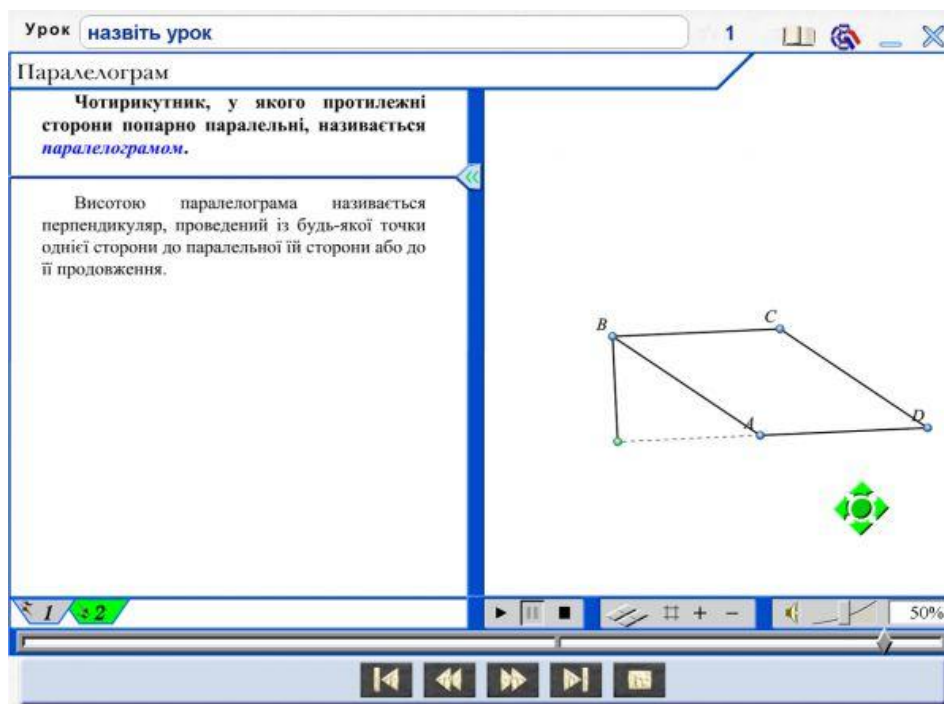 Урок назвіть урок 1
Паралелограм
Чотирикутник, у якого протилежні
сторони попарно паралельні, називається
паралелограмом.
Висотою паралелограма називається
перпендикуляр, проведений із будь-якої точки
однієї сторони до паралельної їй сторони або до
її продовження.
B
C
A
D
1 2
50%